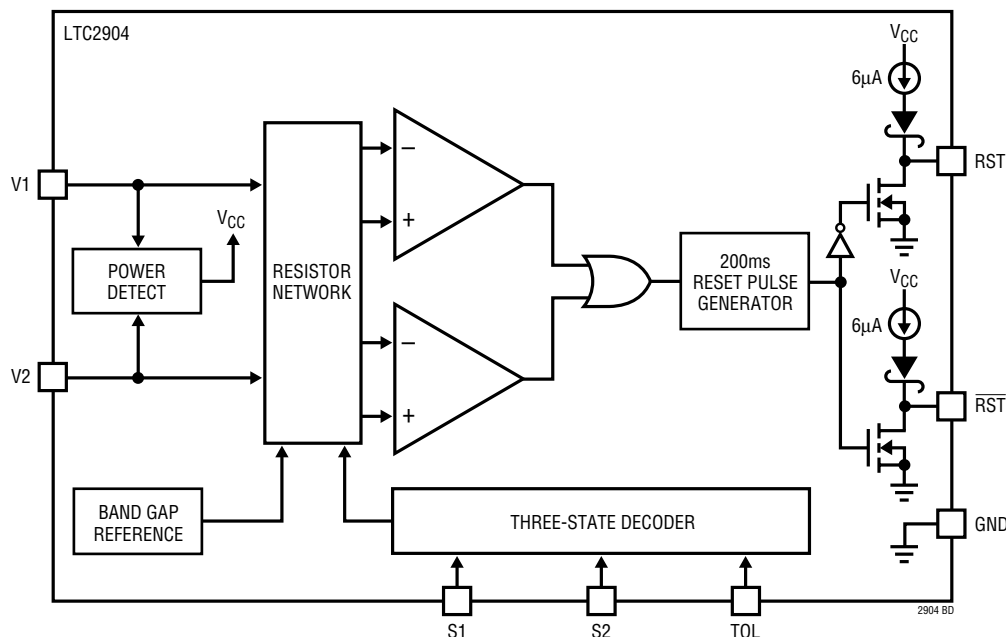 LTC2904
VCC
6µA
RST
V1
VCC
POWER
DETECT
RESISTOR
NETWORK
−
+
200ms
RESET PULSE
GENERATOR
VCC
6µA
V2
−
+
R̅S̅T̅
BAND GAP
REFERENCE
THREE-STATE DECODER
GND
S1
S2
TOL
2904 BD